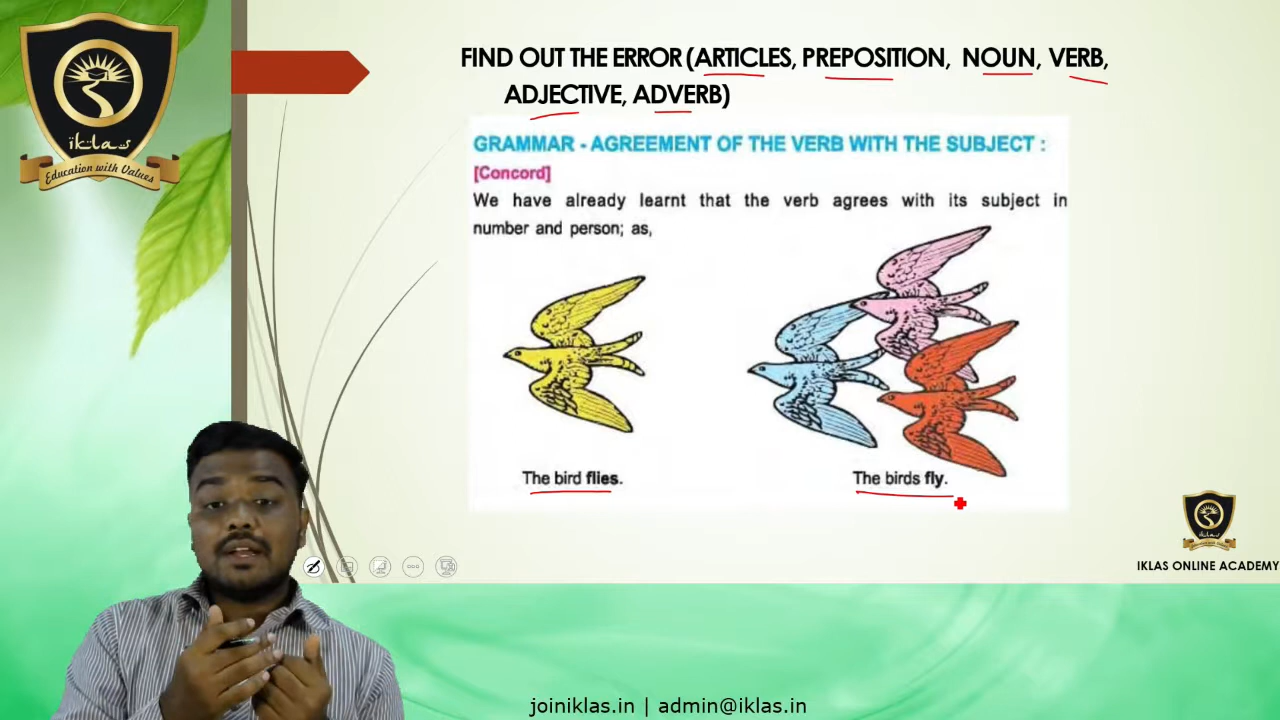 FIND OUT THE ERROR (ARTICLES, PREPOSITION, NOUN, VERB,
ADJECTIVE, ADVERB)
iklas
Education with Values
GRAMMAR - AGREEMENT OF THE VERB WITH THE SUBJECT :
[Concord]
We have already learnt that the verb agrees with its subject in
number and person; as,
The bird flies.
The birds fly.
IKLAS ONLINE ACADEMY
joiniklas.in | admin@iklas.in